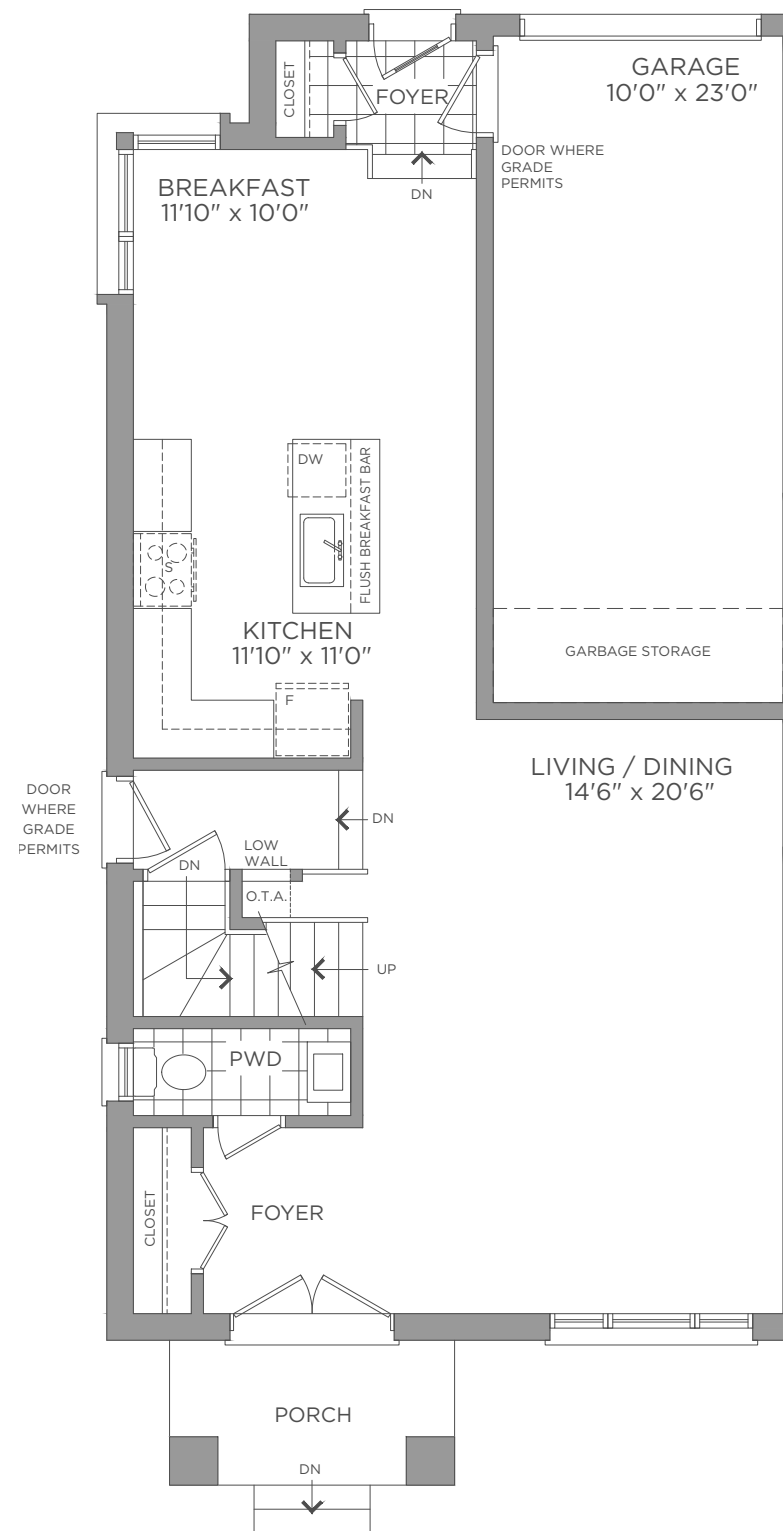 GARAGE
10'0" x 23'0"
CLOSET
FOYER
DOOR WHERE
GRADE
PERMITS
DN
BREAKFAST
11'10" x 10'0"
DW
FLUSH BREAKFAST BAR
S
KITCHEN
11'10" x 11'0"
F
GARBAGE STORAGE
LIVING / DINING
14'6" x 20'6"
DOOR
WHERE
GRADE
PERMITS
DN
LOW
WALL
DN
O.T.A.
UP
PWD
CLOSET
FOYER
PORCH
DN